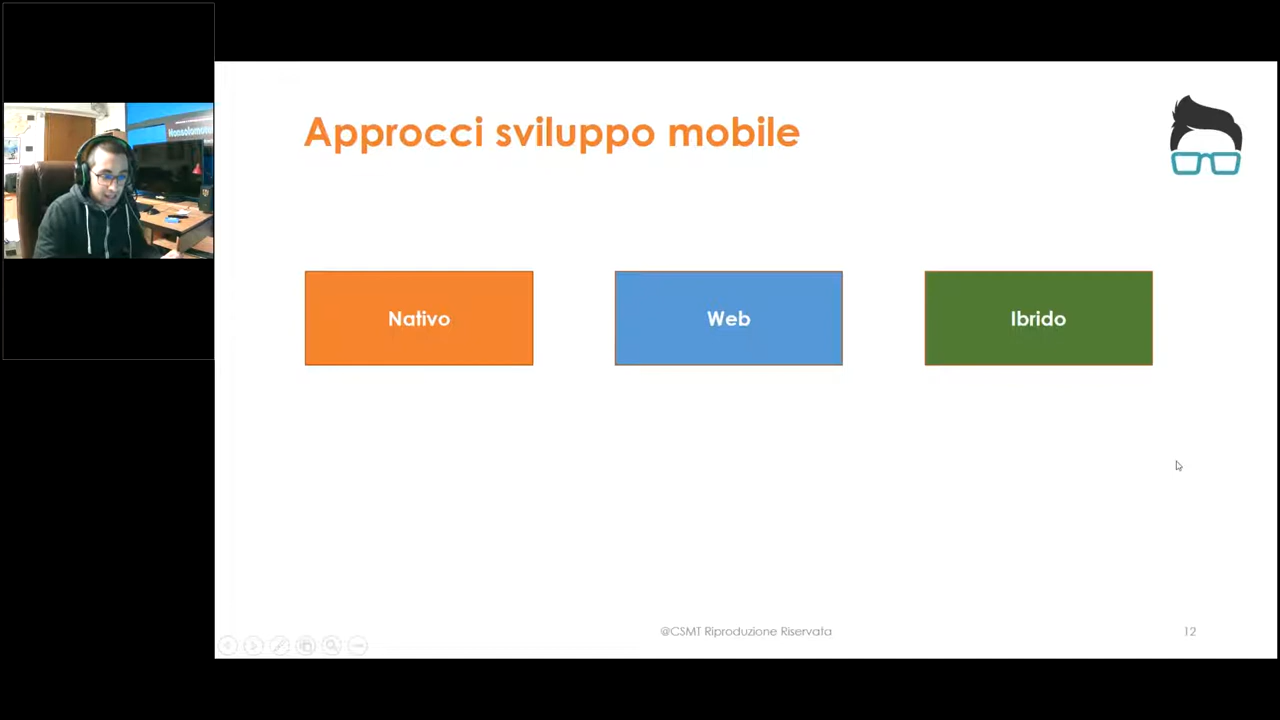 Approcci sviluppo mobile
Nativo
Web
Ibrido
@CSMT Riproduzione Riservata
12